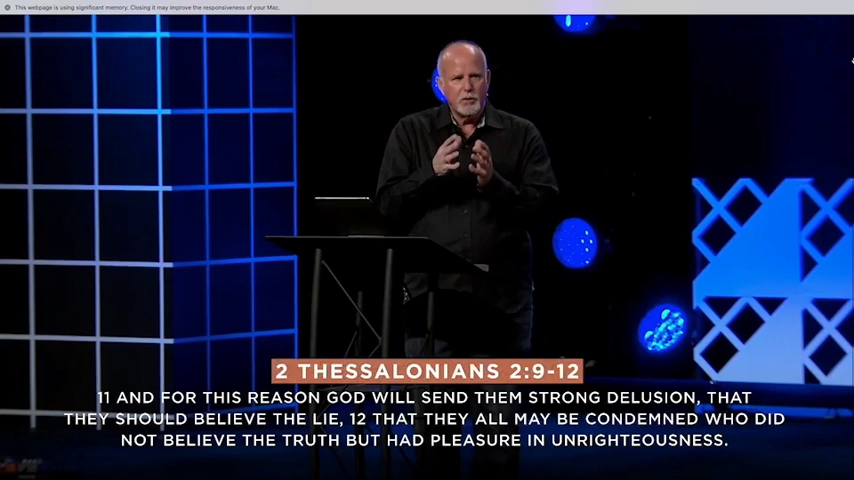 This webpage is using significant memory. Closing it may improve the responsiveness of your Mac.
2 THESSALONIANS 2:9-12
11 AND FOR THIS REASON GOD WILL SEND THEM STRONG DELUSION, THAT
THEY SHOULD BELIEVE THE LIE, 12 THAT THEY ALL MAY BE CONDEMNED WHO DID
NOT BELIEVE THE TRUTH BUT HAD PLEASURE IN UNRIGHTEOUSNESS.